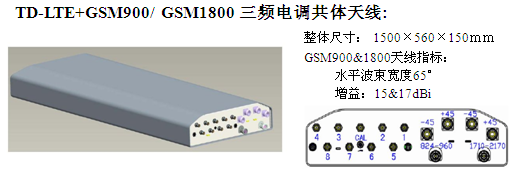 TD-LTE+GSM900/ GSM1800 三频电调共体天线:
整体尺寸： 1500×560×150mm
GSM900&1800天线指标:
水平波束宽度65°
增益: 15&17dBi
-45 +45 +45 -45
4 3 CAL 2 1
824-960 1710-2170
8 7 6 5